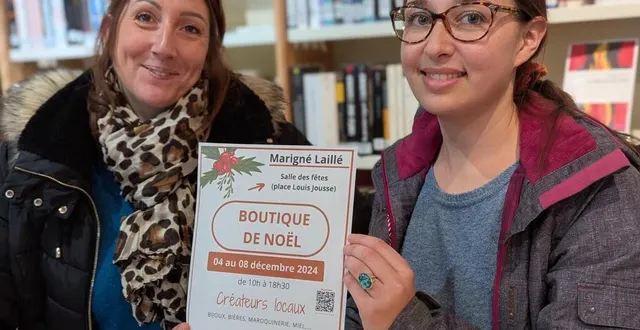 Marigné Laillé
Salle des fêtes
(place Louis Jousse)
BOUTIQUE
DE NOËL
04 au 08 décembre 2024
de 10h à 18h30
Créateurs locaux
BIJOUX, BIÈRES, MAROQUINERIE, MIEL...